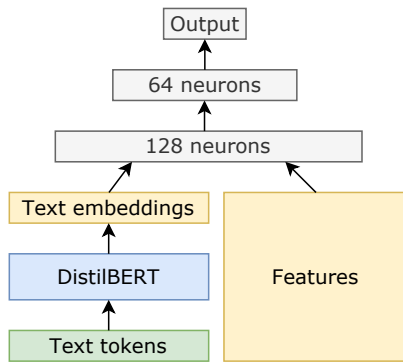 Output
64 neurons
128 neurons
Text embeddings
DistilBERT
Features
Text tokens